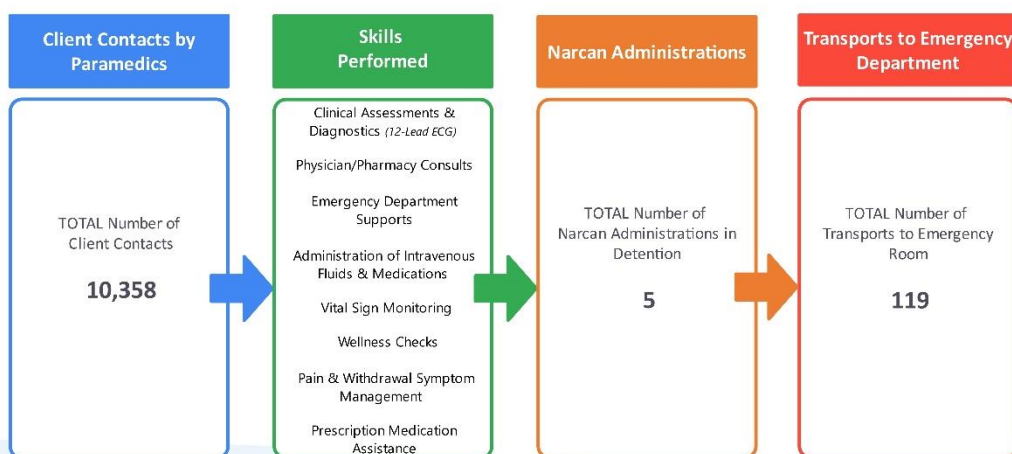 Client Contacts by
Paramedics
TOTAL Number of
Client Contacts
10,358
Skills
Performed
Clinical Assessments &
Diagnostics (12-Lead ECG)
Physician/Pharmacy Consults
Emergency Department
Supports
Administration of Intravenous
Fluids & Medications
Vital Sign Monitoring
Wellness Checks
Pain & Withdrawal Symptom
Management
Prescription Medication
Assistance
Narcan Administrations
TOTAL Number of
Narcan Administrations in
Detention
5
Transports to Emergency
Department
TOTAL Number of
Transports to Emergency
Room
119